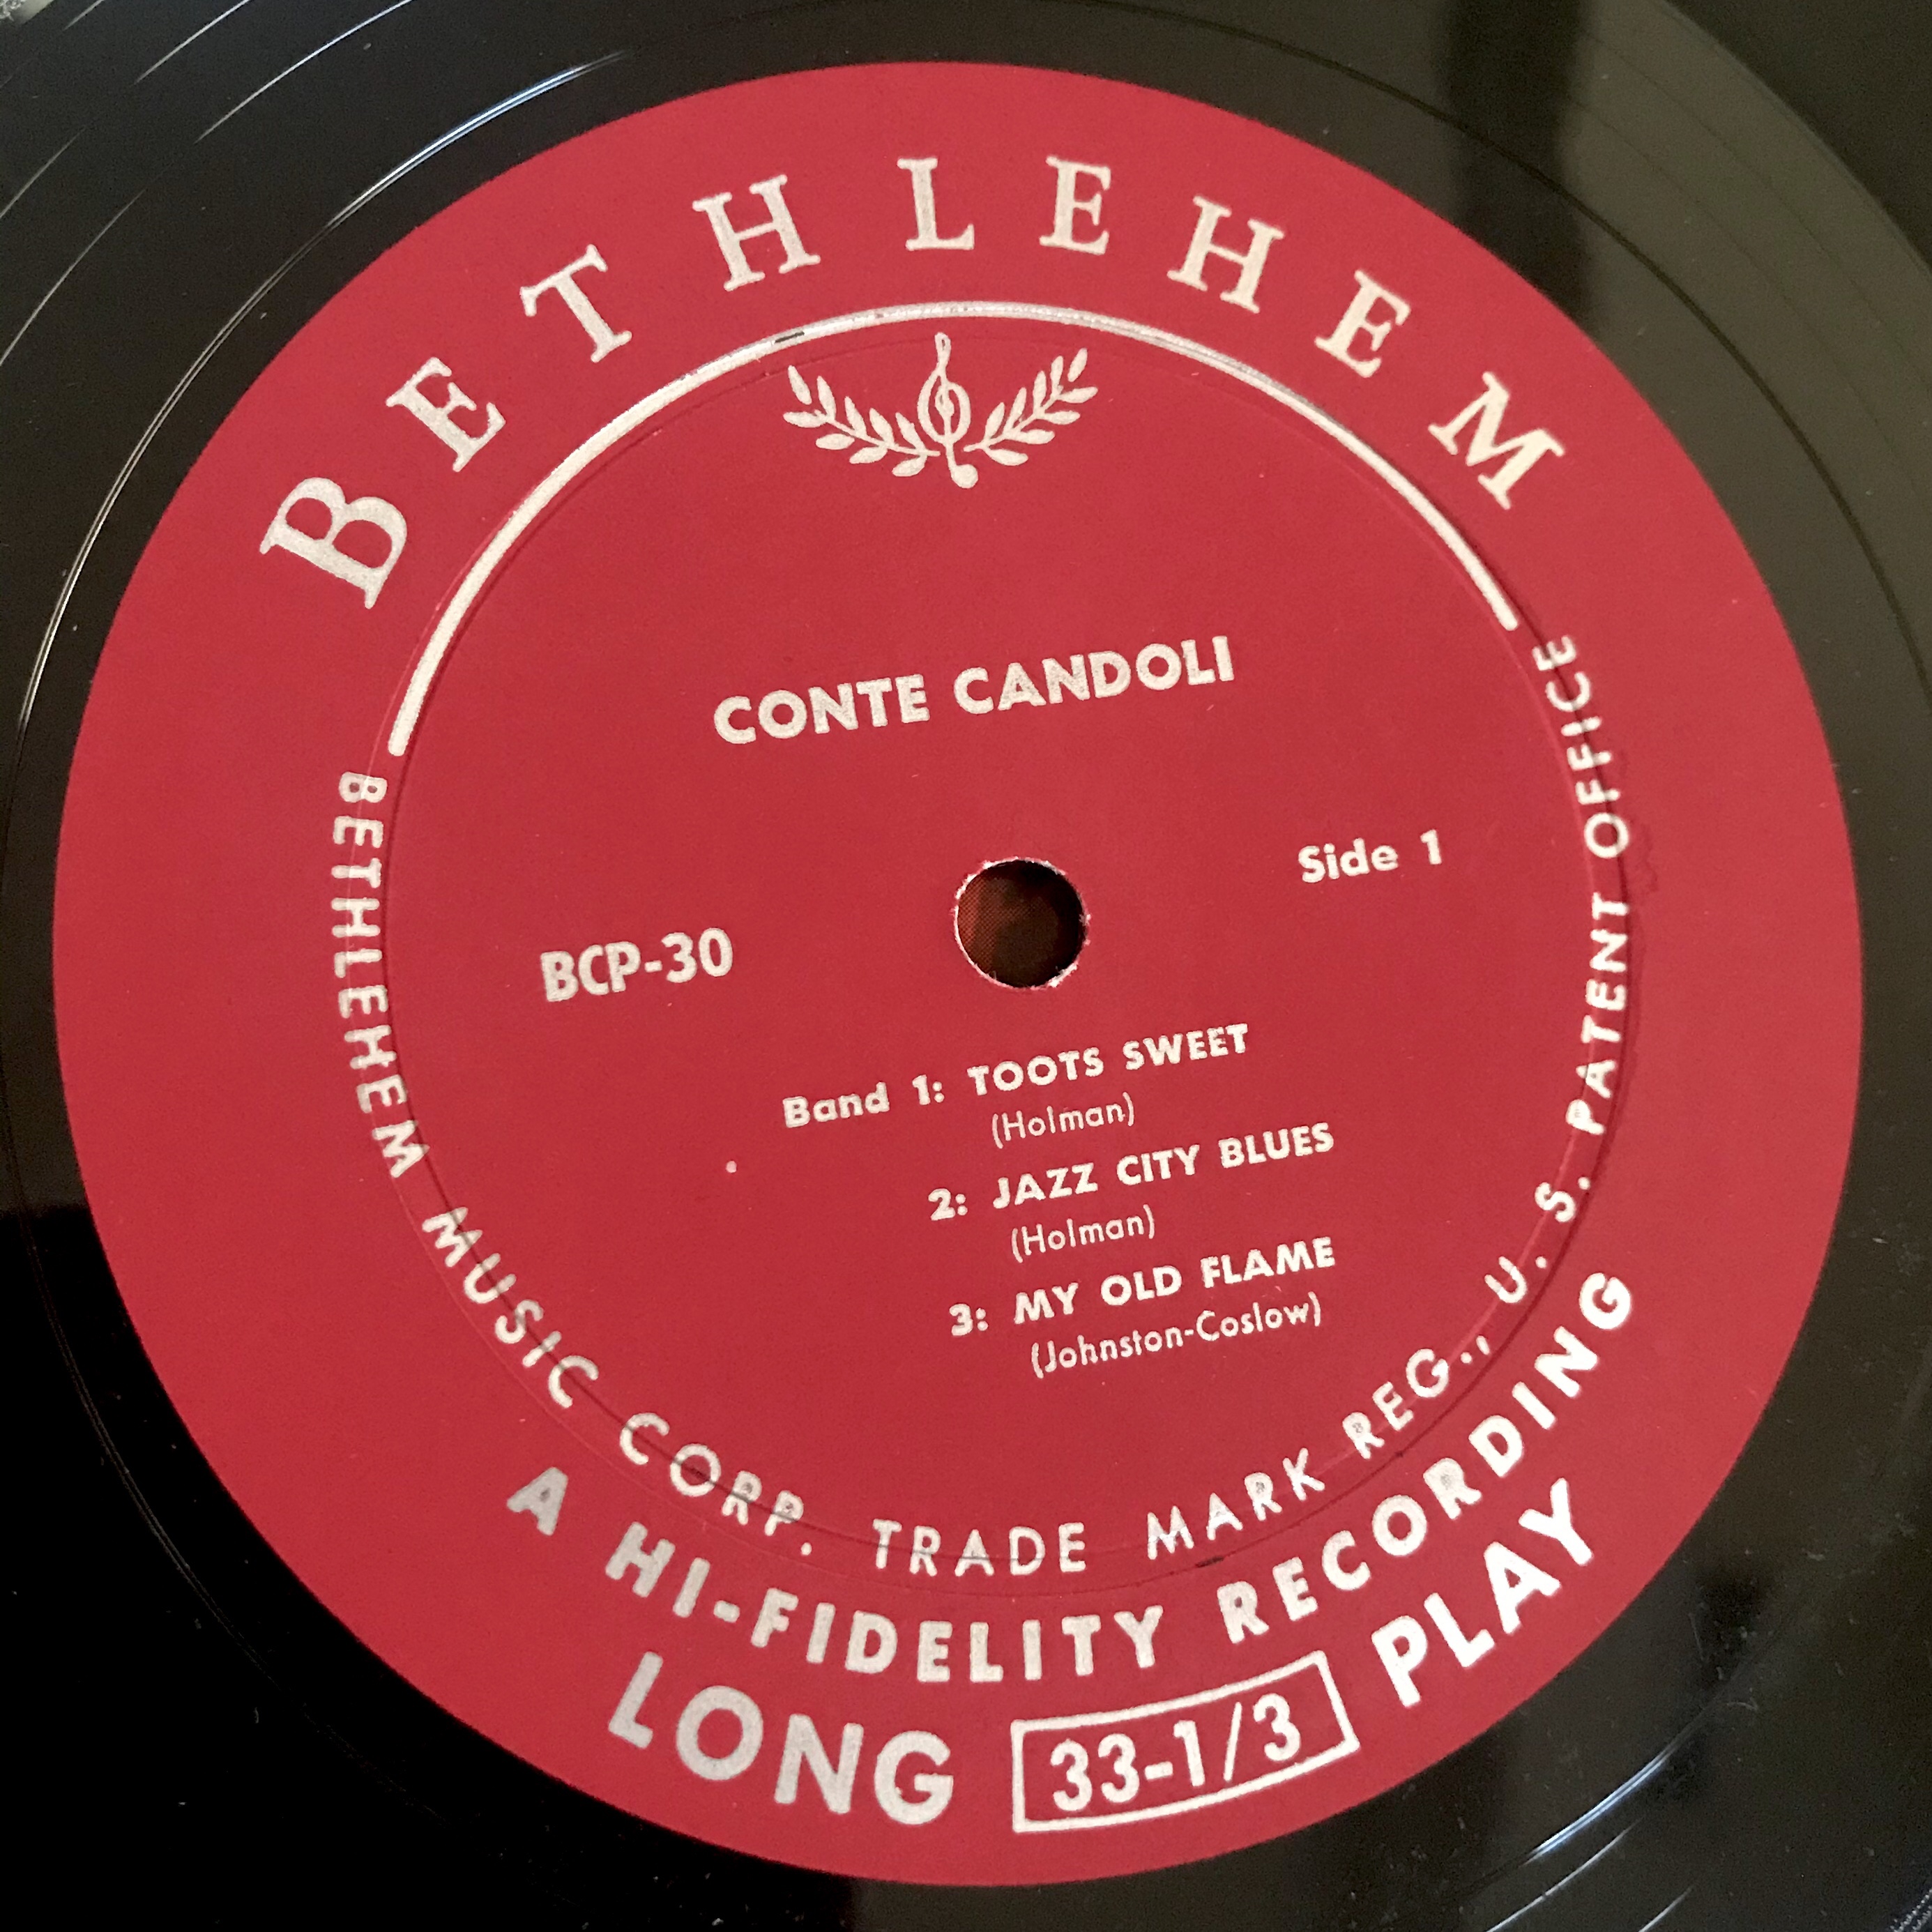 BETHLEHEM
CONTE CANDOLI
Side 1
BCP-30
Band 1: TOOTS SWEET
(Holman)
2: JAZZ CITY BLUES
(Holman)
3: MY OLD FLAME
(Johnston-Coslow)
BETHLEHEM MUSIC CORP. TRADE MARK REG., U. S. PATENT OFFICE
A HI-FIDELITY RECORDING
LONG 33-1/3 PLAY